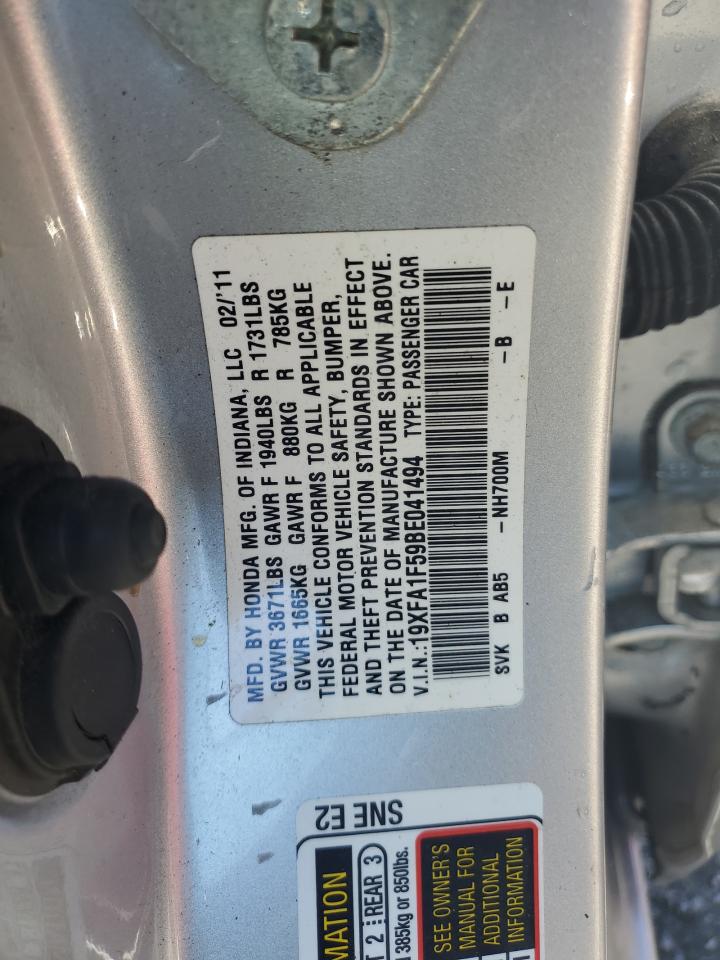 MFD. BY HONDA MFG. OF INDIANA, LLC 02/'11
GVWR 3671LBS GAWR F 1940LBS R 1731LBS
GVWR 1665KG GAWR F 880KG R 785KG
THIS VEHICLE CONFORMS TO ALL APPLICABLE
FEDERAL MOTOR VEHICLE SAFETY, BUMPER,
AND THEFT PREVENTION STANDARDS IN EFFECT
ON THE DATE OF MANUFACTURE SHOWN ABOVE.
V.I.N.:19XFA1F59BE041494 TYPE: PASSENGER CAR
SVK B AB5 -NH700M -B -E
SNE E2
REAR 3
385kg or 850lbs.
SEE OWNER'S
MANUAL FOR
ADDITIONAL
INFORMATION